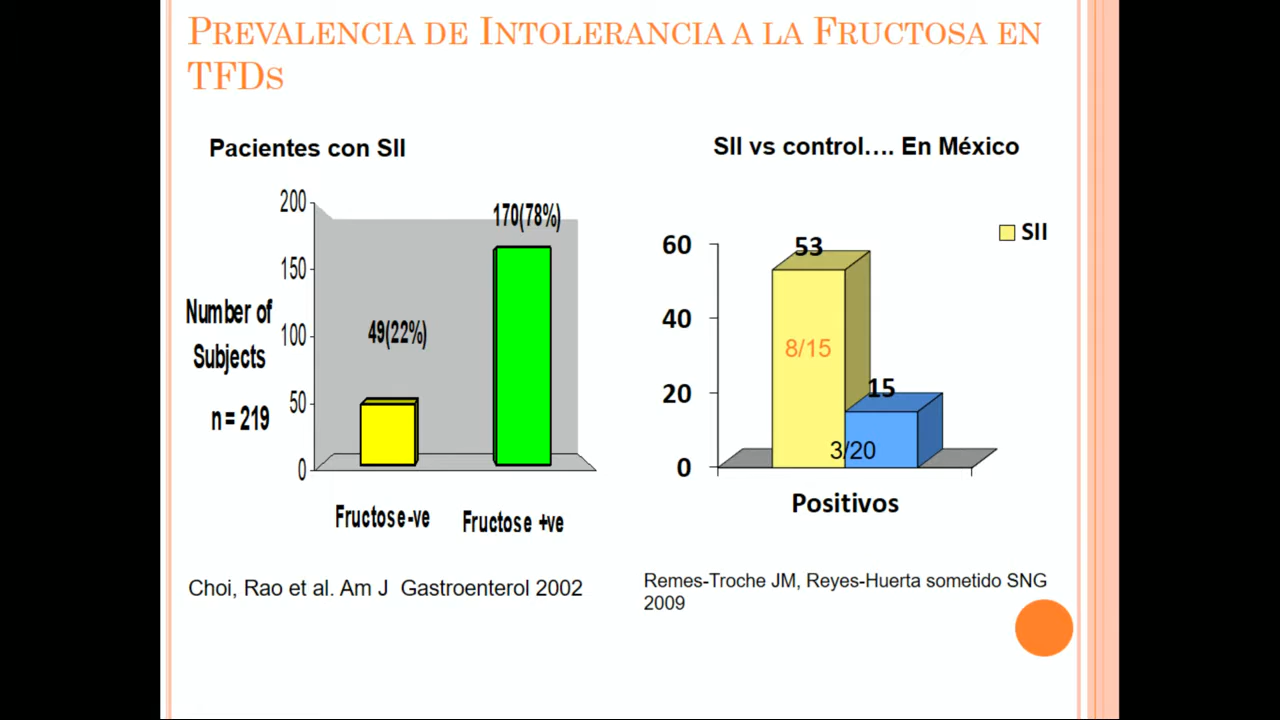 PREVALENCIA DE INTOLERANCIA A LA FRUCTOSA EN
TFDS
Pacientes con SII
200
150
100
50
0
Number of
Subjects
n = 219
49(22%)
170(78%)
Fructose-ve
Fructose +ve
Choi, Rao et al. Am J Gastroenterol 2002
SII vs control…. En México
SII
60
40
20
0
53
8/15
15
3/20
Positivos
Remes-Troche JM, Reyes-Huerta sometido SNG
2009